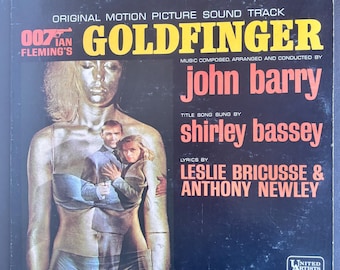 ORIGINAL MOTION PICTURE SOUND TRACK
007
IAN
FLEMING'S
GOLDFINGER
MUSIC COMPOSED, ARRANGED AND CONDUCTED BY
john barry
TITLE SONG SUNG BY
shirley bassey
LYRICS BY
LESLIE BRICUSSE &
ANTHONY NEWLEY
UNITED
ARTISTS